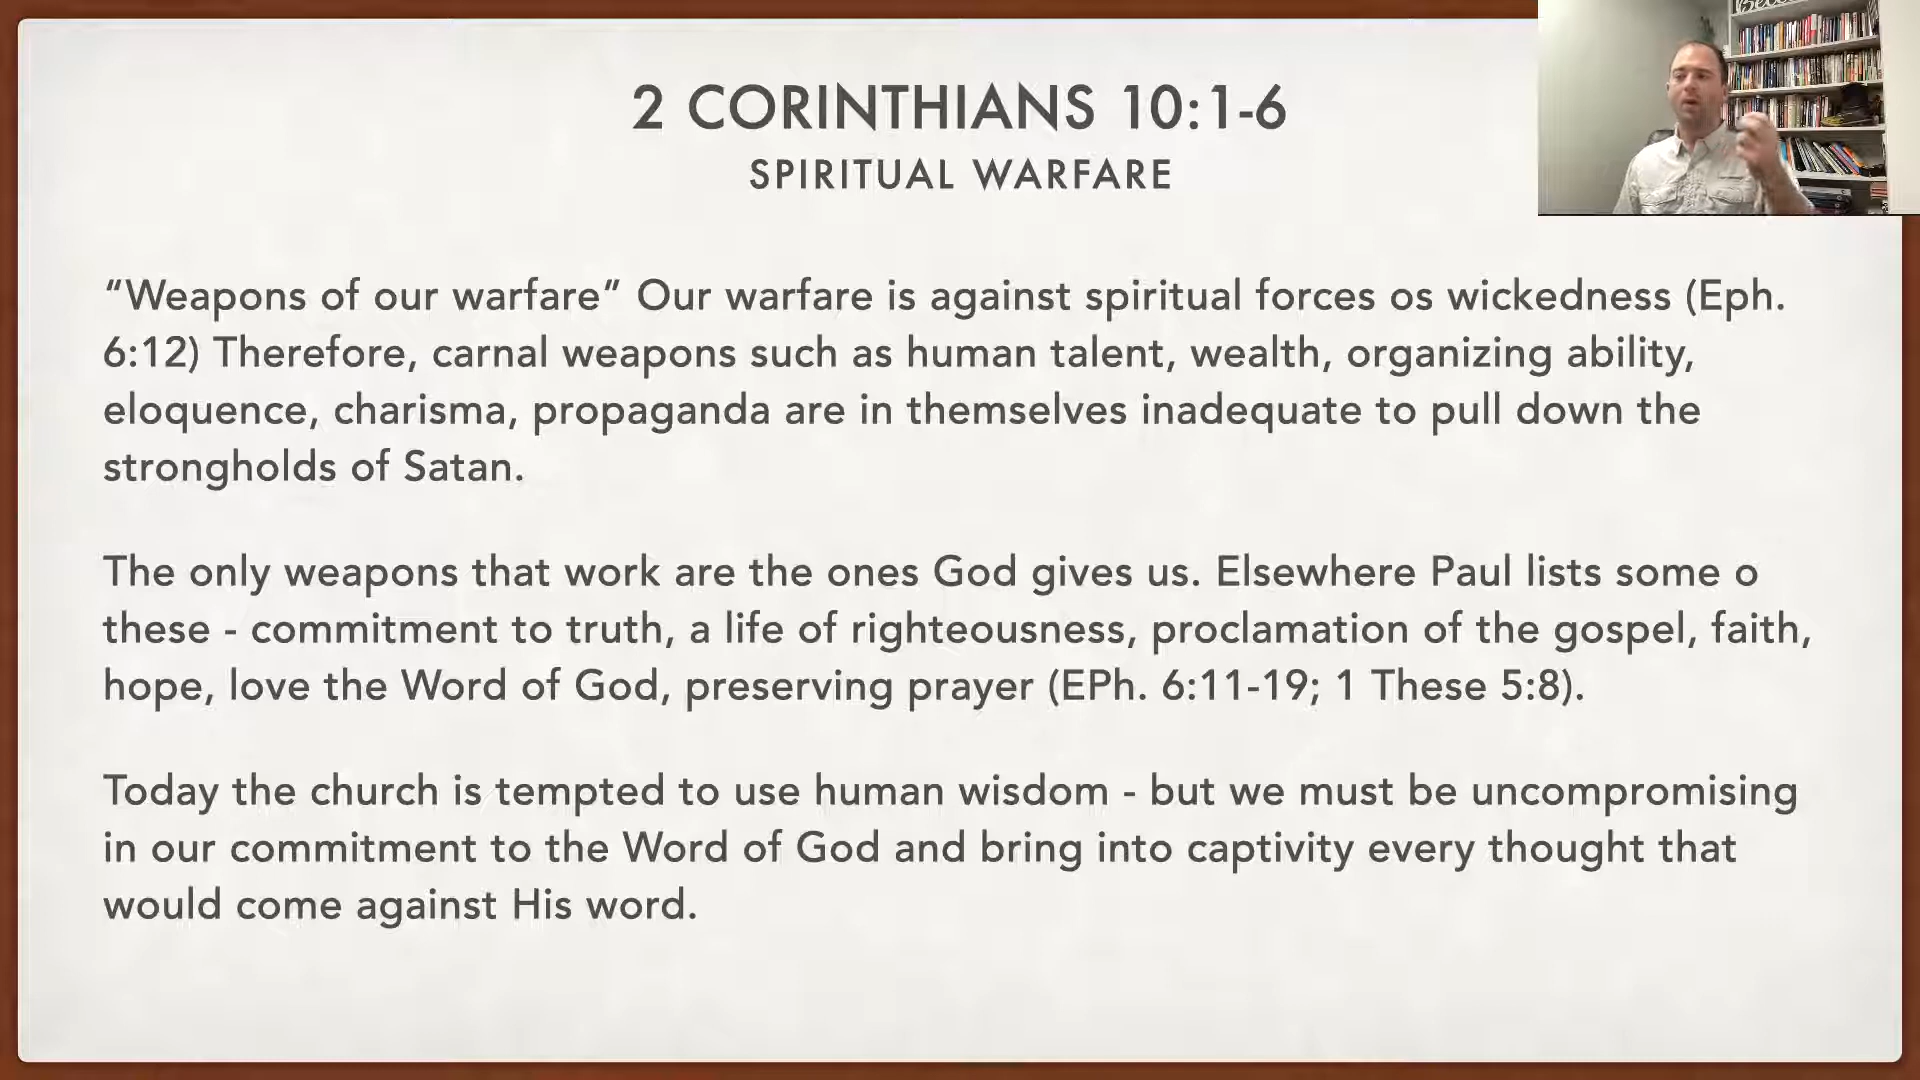 2 CORINTHIANS 10:1-6
SPIRITUAL WARFARE
“Weapons of our warfare” Our warfare is against spiritual forces os wickedness (Eph.
6:12) Therefore, carnal weapons such as human talent, wealth, organizing ability,
eloquence, charisma, propaganda are in themselves inadequate to pull down the
strongholds of Satan.
The only weapons that work are the ones God gives us. Elsewhere Paul lists some o
these - commitment to truth, a life of righteousness, proclamation of the gospel, faith,
hope, love the Word of God, preserving prayer (EPh. 6:11-19; 1 These 5:8).
Today the church is tempted to use human wisdom - but we must be uncompromising
in our commitment to the Word of God and bring into captivity every thought that
would come against His word.